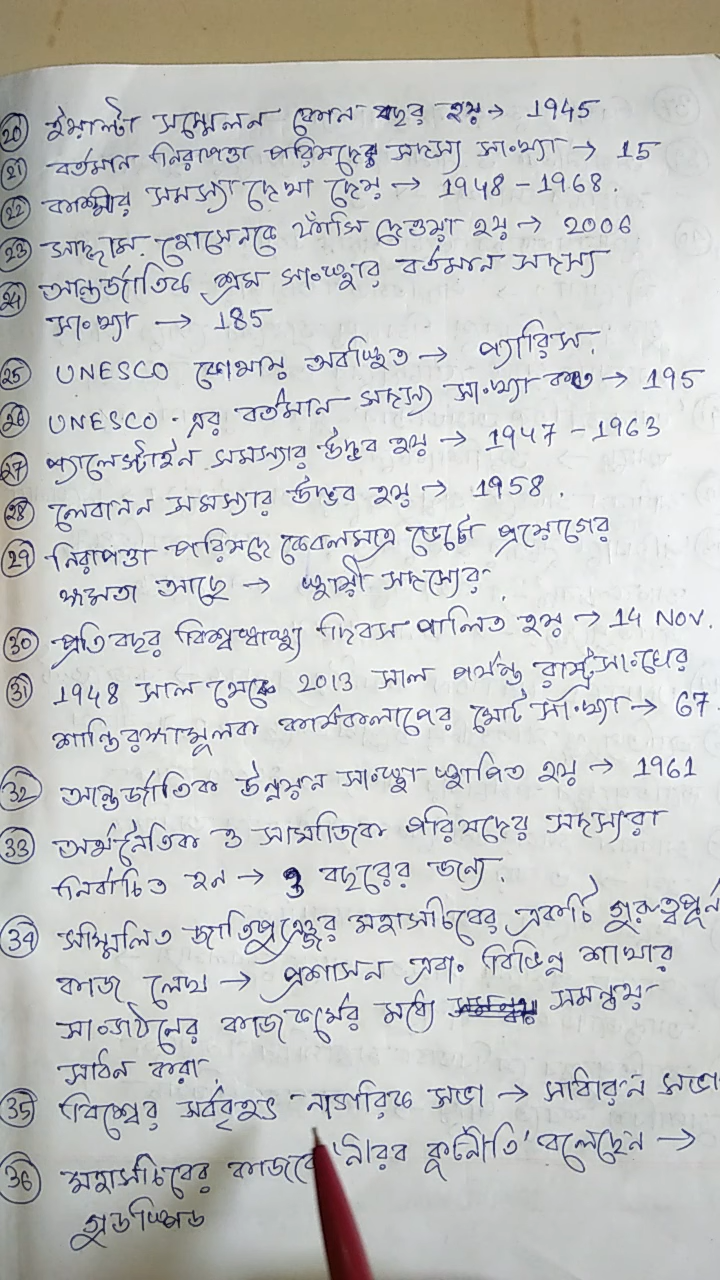 20 ইয়াল্টা সম্মেলন কোন বছর হয় → 1945
21 বর্তমান নিরাপত্তা পরিষদের সদস্য সংখ্যা → 15
22 কাশ্মীর সমস্যা দেখা দেয় → 1948 - 1968.
23 সাদ্দাম হোসেনকে ফাঁসি দেওয়া হয় → 2006
24 আন্তর্জাতিক শ্রম সংস্থার বর্তমান সদস্য
সংখ্যা → 185
25 UNESCO কোথায় অবস্থিত → প্যারিস.
26 UNESCO-এর বর্তমান সদস্য সংখ্যা কত → 195
27 প্যালেস্টাইন সমস্যার উদ্ভব হয় → 1947 - 1963
28 লেবানন সমস্যার উদ্ভব হয় → 1958.
29 নিরাপত্তা পরিষদে কেবলমাত্র ভেটো প্রয়োগের
ক্ষমতা আছে → স্থায়ী সদস্যের.
30 প্রতিবছর বিশ্বস্বাস্থ্য দিবস পালিত হয় → 14 NOV.
31 1948 সাল থেকে 2013 সাল পর্যন্ত রাষ্ট্রসংঘের
শান্তিরক্ষামূলক কার্যকলাপের মোট সংখ্যা → 67.
32 আন্তর্জাতিক উন্নয়ন সংস্থা স্থাপিত হয় → 1961
33 অর্থনৈতিক ও সামাজিক পরিষদের সদস্যরা
নির্বাচিত হন → 3 বছরের জন্যে.
34 সম্মিলিত জাতিপুঞ্জের মহাসচিবের একটি গুরুত্বপূর্ন
কাজ লেখ → প্রশাসন এবং বিভিন্ন শাখার
সংগঠনের কাজকর্মের মধ্যে সমন্বয়
সাধন করা.
35 বিশ্বের সর্ববৃহৎ নাগরিক সভা → সাধারন সভা
36 মহাসচিবের কাজকে 'নীরব কূটনীতি' বলেছেন →
গুডস্পিড